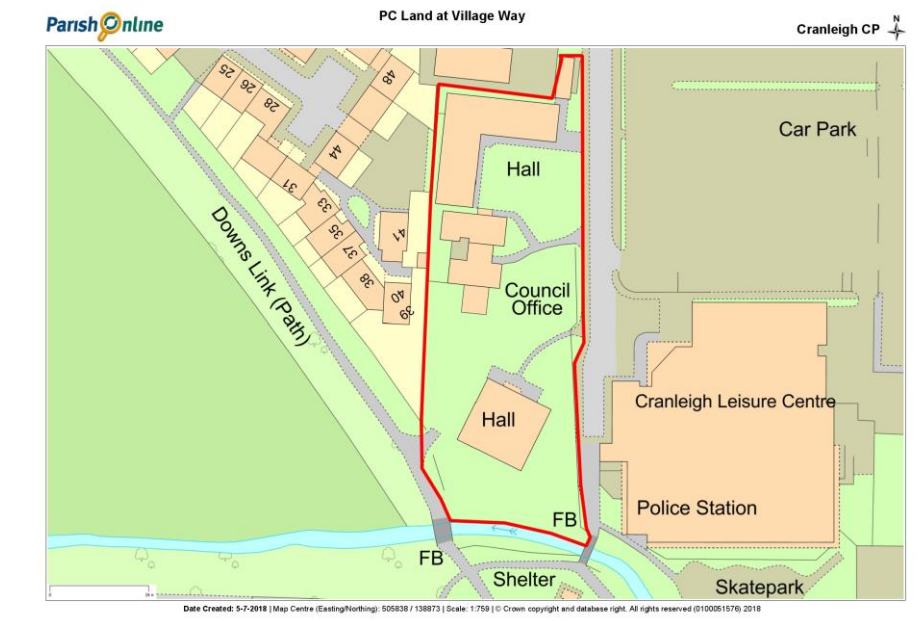 Parish Online
PC Land at Village Way
Cranleigh CP
N
25
26
28
48
44
31
33
35
37
38
41
40
39
Car Park
Hall
Downs Link (Path)
Council
Office
Hall
Cranleigh Leisure Centre
Police Station
FB
FB
Shelter
Skatepark
Date Created: 5-7-2018 | Map Centre (Easting/Northing): 505838 / 138873 | Scale: 1:759 | © Crown copyright and database right. All rights reserved (0100051576) 2018